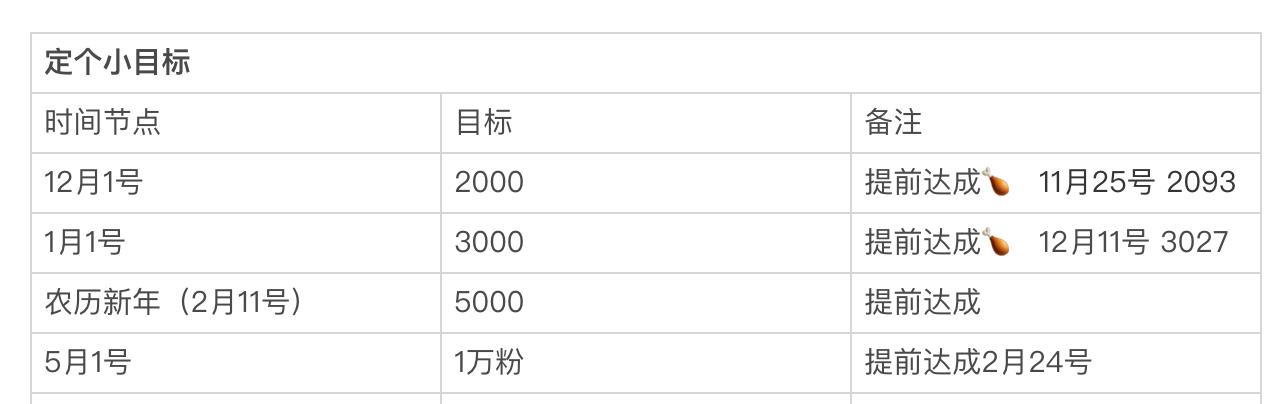 定个小目标
时间节点 目标 备注
12月1号 2000 提前达成🍗 11月25号 2093
1月1号 3000 提前达成🍗 12月11号 3027
农历新年（2月11号） 5000 提前达成
5月1号 1万粉 提前达成2月24号